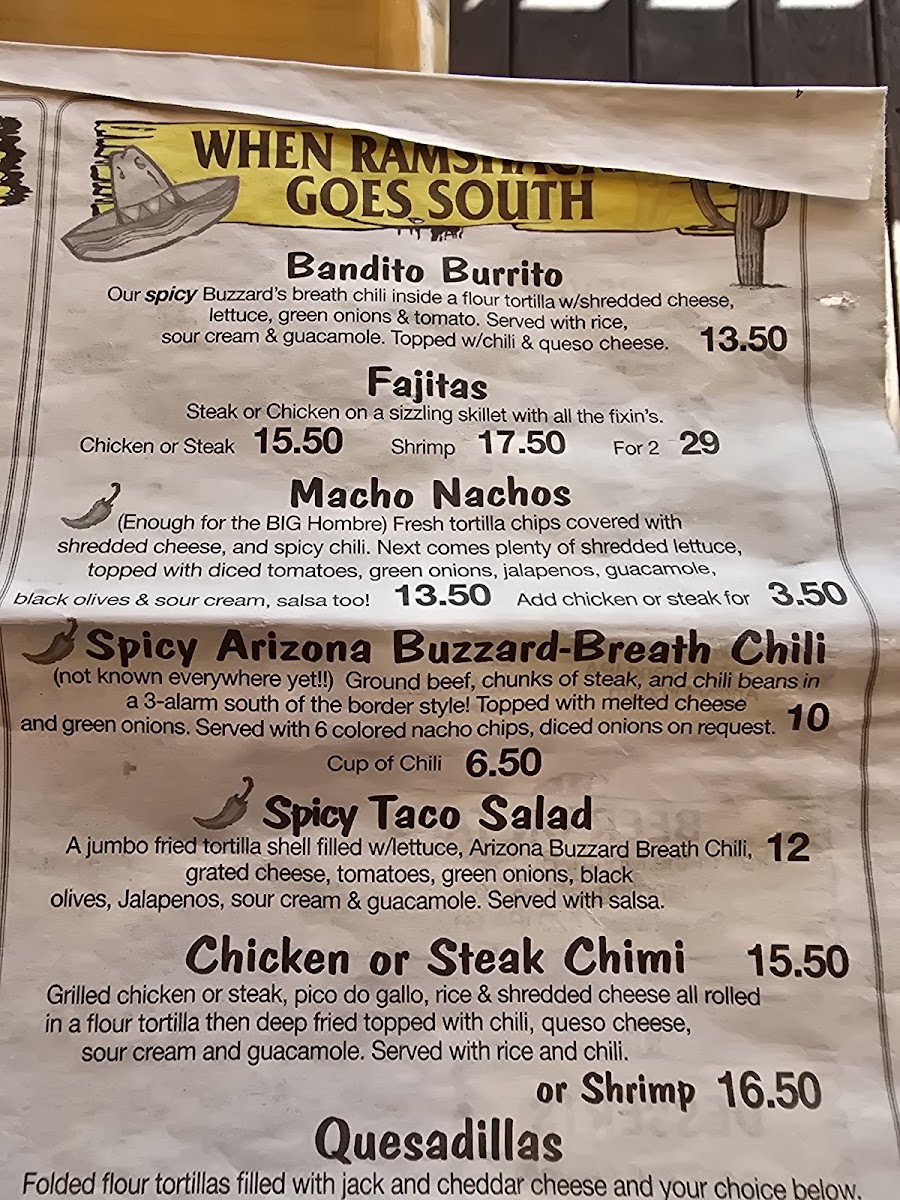 WHEN
GOES SOUTH
Bandito Burrito
Our spicy Buzzard's breath chili inside a flour tortilla w/shredded cheese,
lettuce, green onions & tomato. Served with rice,
sour cream & guacamole. Topped w/chili & queso cheese. 13.50
Fajitas
Steak or Chicken on a sizzling skillet with all the fixin's.
Chicken or Steak 15.50 Shrimp 17.50 For 2 29
Macho Nachos
(Enough for the BIG Hombre) Fresh tortilla chips covered with
shredded cheese, and spicy chili. Next comes plenty of shredded lettuce,
topped with diced tomatoes, green onions, jalapenos, guacamole,
black olives & sour cream, salsa too! 13.50 Add chicken or steak for 3.50
Spicy Arizona Buzzard-Breath Chili
(not known everywhere yet!!) Ground beef, chunks of steak, and chili beans in
a 3-alarm south of the border style! Topped with melted cheese
and green onions. Served with 6 colored nacho chips, diced onions on request. 10
Cup of Chili 6.50
Spicy Taco Salad
A jumbo fried tortilla shell filled w/lettuce, Arizona Buzzard Breath Chili, 12
grated cheese, tomatoes, green onions, black
olives, Jalapenos, sour cream & guacamole. Served with salsa.
Chicken or Steak Chimi 15.50
Grilled chicken or steak, pico do gallo, rice & shredded cheese all rolled
in a flour tortilla then deep fried topped with chili, queso cheese,
sour cream and guacamole. Served with rice and chili.
or Shrimp 16.50
Quesadillas
Folded flour tortillas filled with jack and cheddar cheese and your choice below.